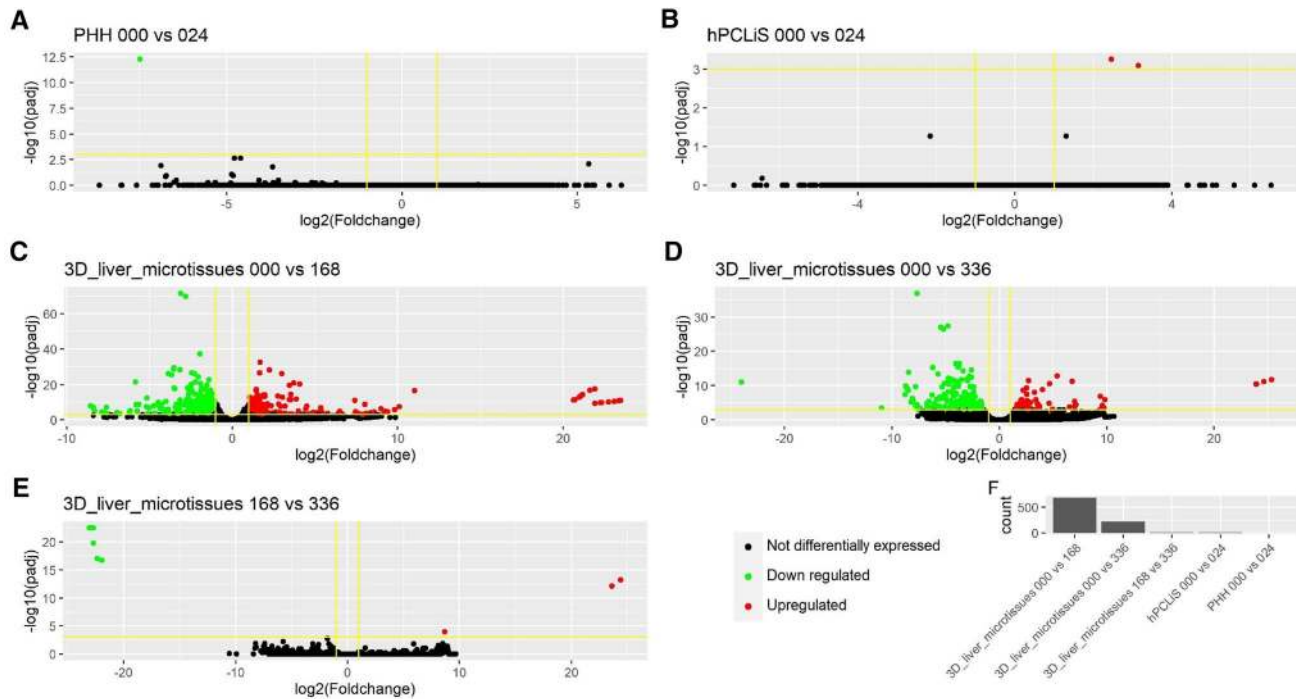 A
PHH 000 vs 024
12.5
10.0
7.5
5.0
2.5
0.0
-log10(padj)
-5
0
5
log2(Foldchange)
B
hPCLiS 000 vs 024
3
2
1
0
-log10(padj)
-4
0
4
log2(Foldchange)
C
3D_liver_microtissues 000 vs 168
60
40
20
0
-log10(padj)
-10
0
10
20
log2(Foldchange)
D
3D_liver_microtissues 000 vs 336
30
20
10
0
-log10(padj)
-20
-10
0
10
20
log2(Foldchange)
E
3D_liver_microtissues 168 vs 336
20
15
10
5
0
-log10(padj)
-20
-10
0
10
log2(Foldchange)
Not differentially expressed
Down regulated
Upregulated
F
count
500
0
3D_liver_microtissues 000 vs 168
3D_liver_microtissues 000 vs 336
3D_liver_microtissues 168 vs 336
hPCLiS 000 vs 024
PHH 000 vs 024